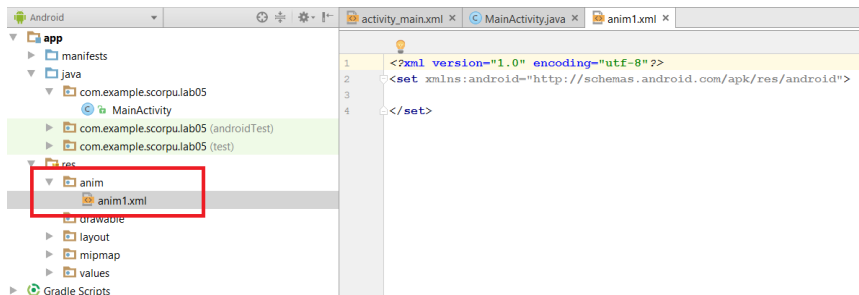 Android
activity_main.xml × MainActivity.java × anim1.xml ×
app
manifests
java
com.example.scorpu.lab05
MainActivity
com.example.scorpu.lab05 (androidTest)
com.example.scorpu.lab05 (test)
res
anim
anim1.xml
drawable
layout
mipmap
values
Gradle Scripts
1 <?xml version="1.0" encoding="utf-8"?>
2 <set xmlns:android="http://schemas.android.com/apk/res/android">
3
4 </set>